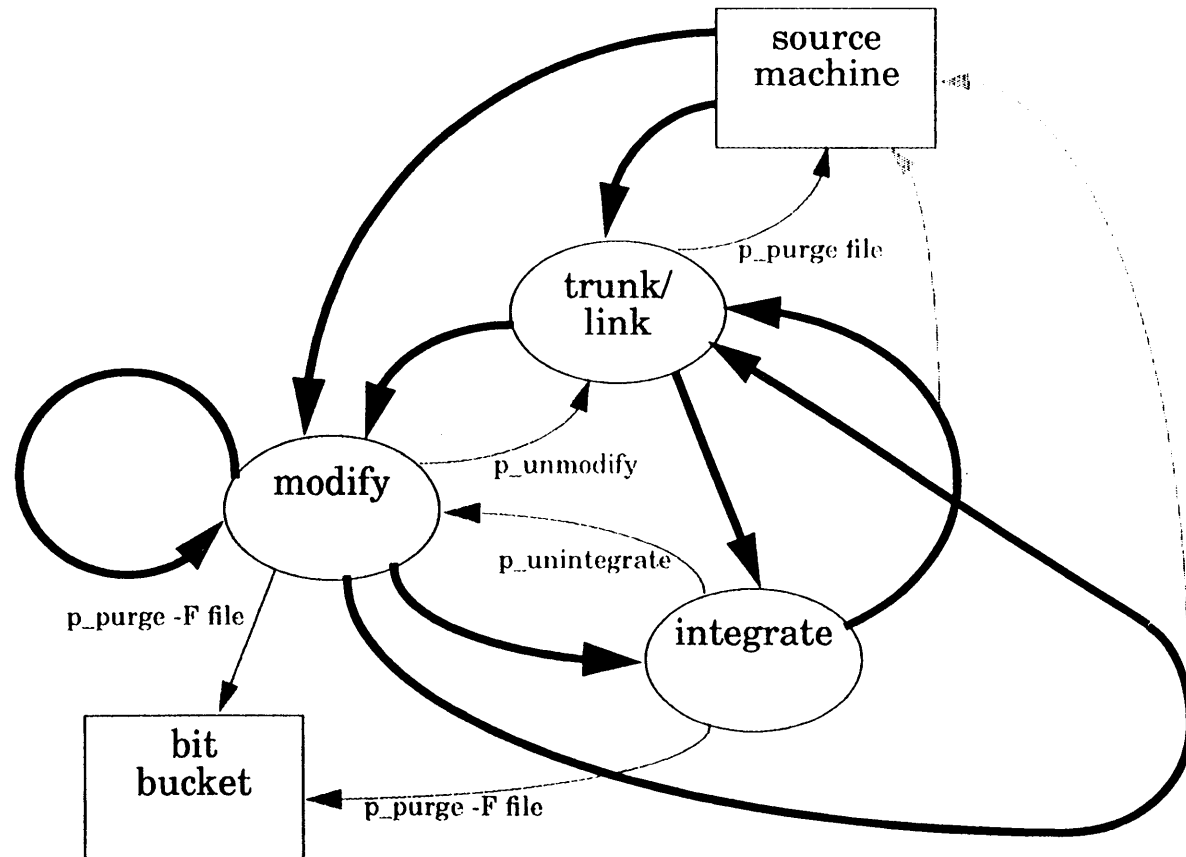 source
machine
p_purge file
trunk/
link
p_unmodify
modify
p_unintegrate
p_purge -F file
integrate
bit
bucket
p_purge -F file